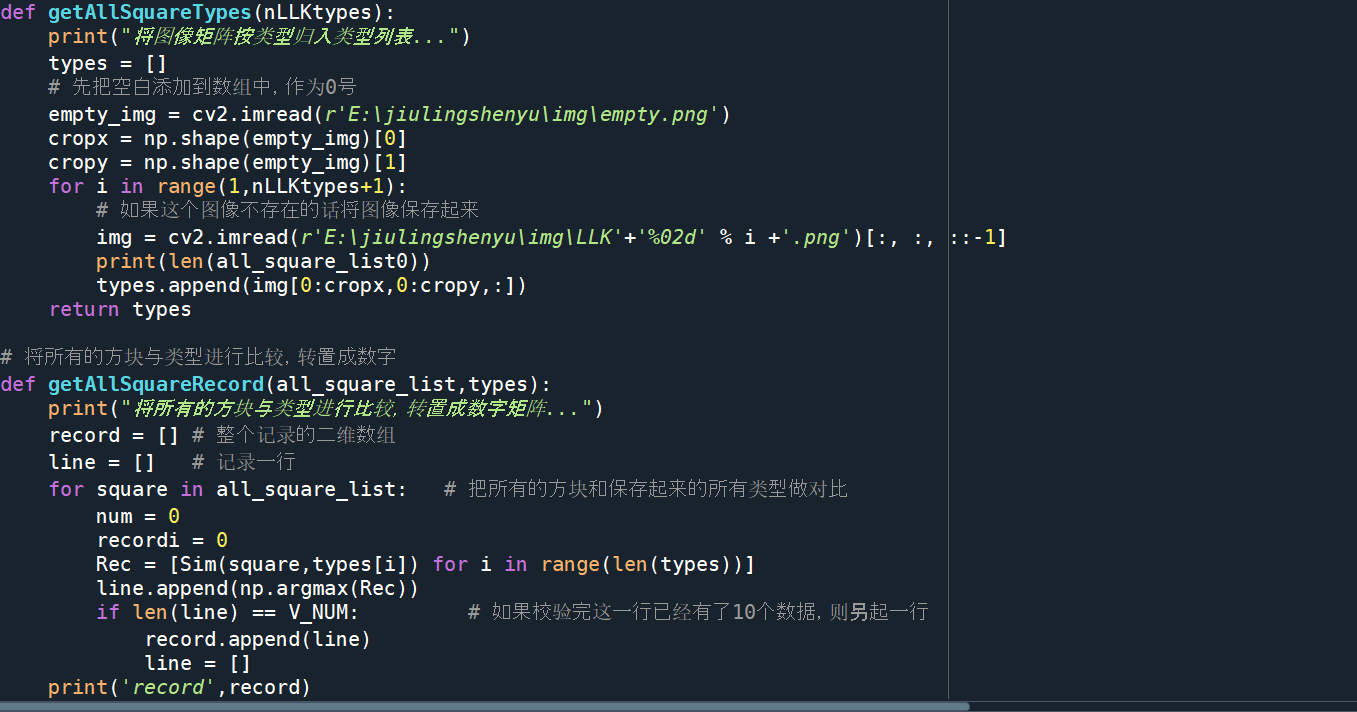 def getAllSquareTypes(nLLKtypes):
    print("将图像矩阵按类型归入类型列表...")
    types = []
    # 先把空白添加到数组中,作为0号
    empty_img = cv2.imread(r'E:\jiulingshenyu\img\empty.png')
    cropx = np.shape(empty_img)[0]
    cropy = np.shape(empty_img)[1]
    for i in range(1,nLLKtypes+1):
        # 如果这个图像不存在的话将图像保存起来
        img = cv2.imread(r'E:\jiulingshenyu\img\LLK'+'%02d' % i +'.png')[:, :, ::-1]
        print(len(all_square_list0))
        types.append(img[0:cropx,0:cropy,:])
    return types
# 将所有的方块与类型进行比较,转置成数字
def getAllSquareRecord(all_square_list,types):
    print("将所有的方块与类型进行比较,转置成数字矩阵...")
    record = [] # 整个记录的二维数组
    line = []   # 记录一行
    for square in all_square_list:   # 把所有的方块和保存起来的所有类型做对比
        num = 0
        recordi = 0
        Rec = [Sim(square,types[i]) for i in range(len(types))]
        line.append(np.argmax(Rec))
        if len(line) == V_NUM:         # 如果校验完这一行已经有了10个数据,则另起一行
            record.append(line)
            line = []
    print('record',record)